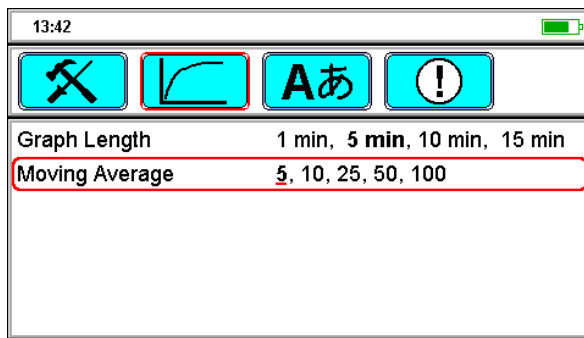 13:42
Aあ
Graph Length 1 min, 5 min, 10 min, 15 min
Moving Average 5, 10, 25, 50, 100